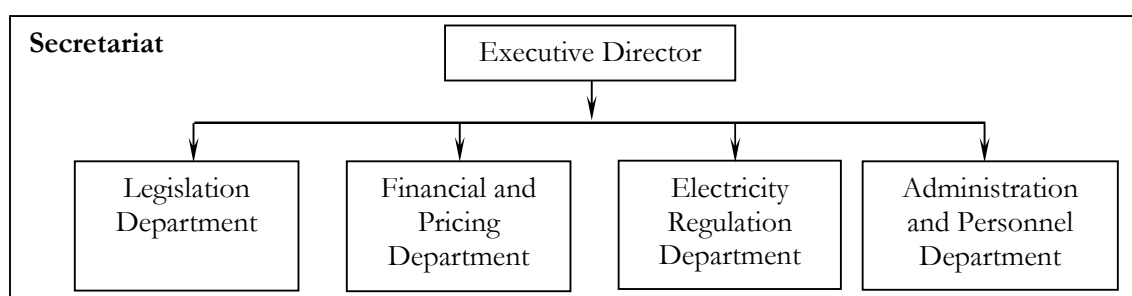 Secretariat
Executive Director
Legislation
Department
Financial and
Pricing
Department
Electricity
Regulation
Department
Administration
and Personnel
Department